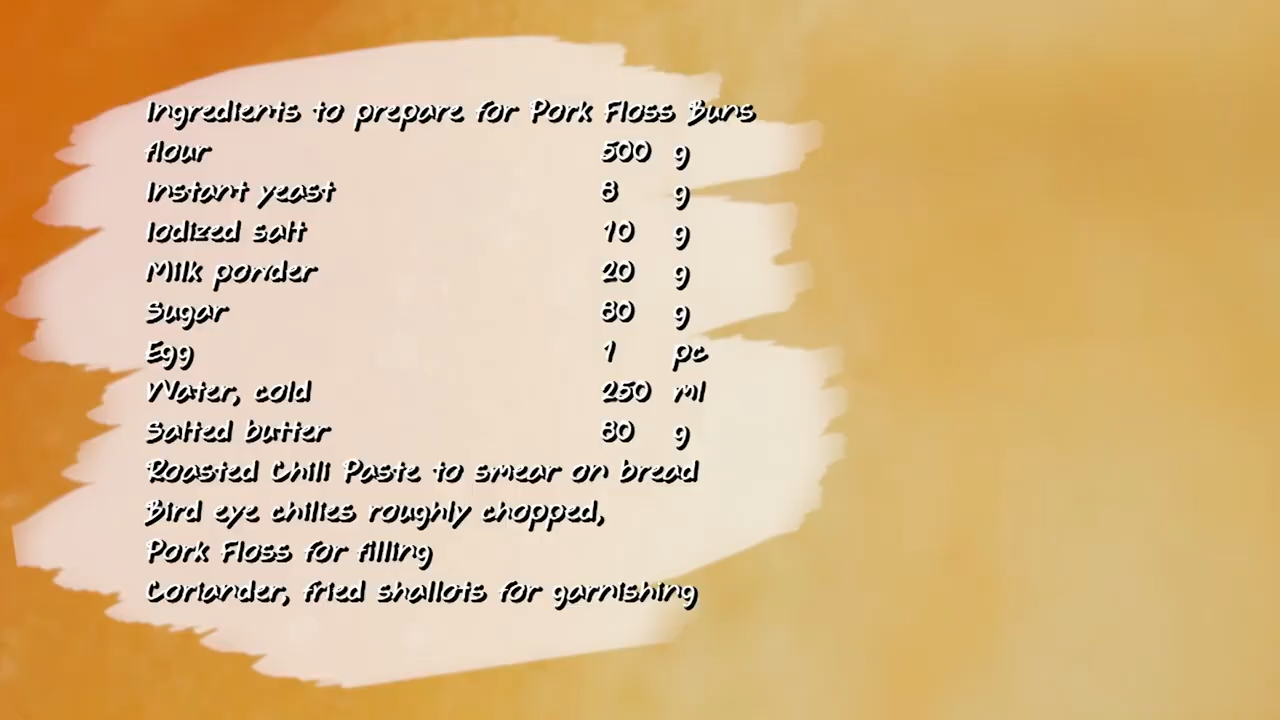 Ingredients to prepare for Pork Floss Buns
flour 500 g
Instant yeast 8 g
Iodized salt 10 g
Milk powder 20 g
Sugar 80 g
Egg 1 pc
Water, cold 250 ml
Salted butter 80 g
Roasted Chili Paste to smear on bread
Bird eye chilies roughly chopped,
Pork Floss for filling
Coriander, fried shallots for garnishing